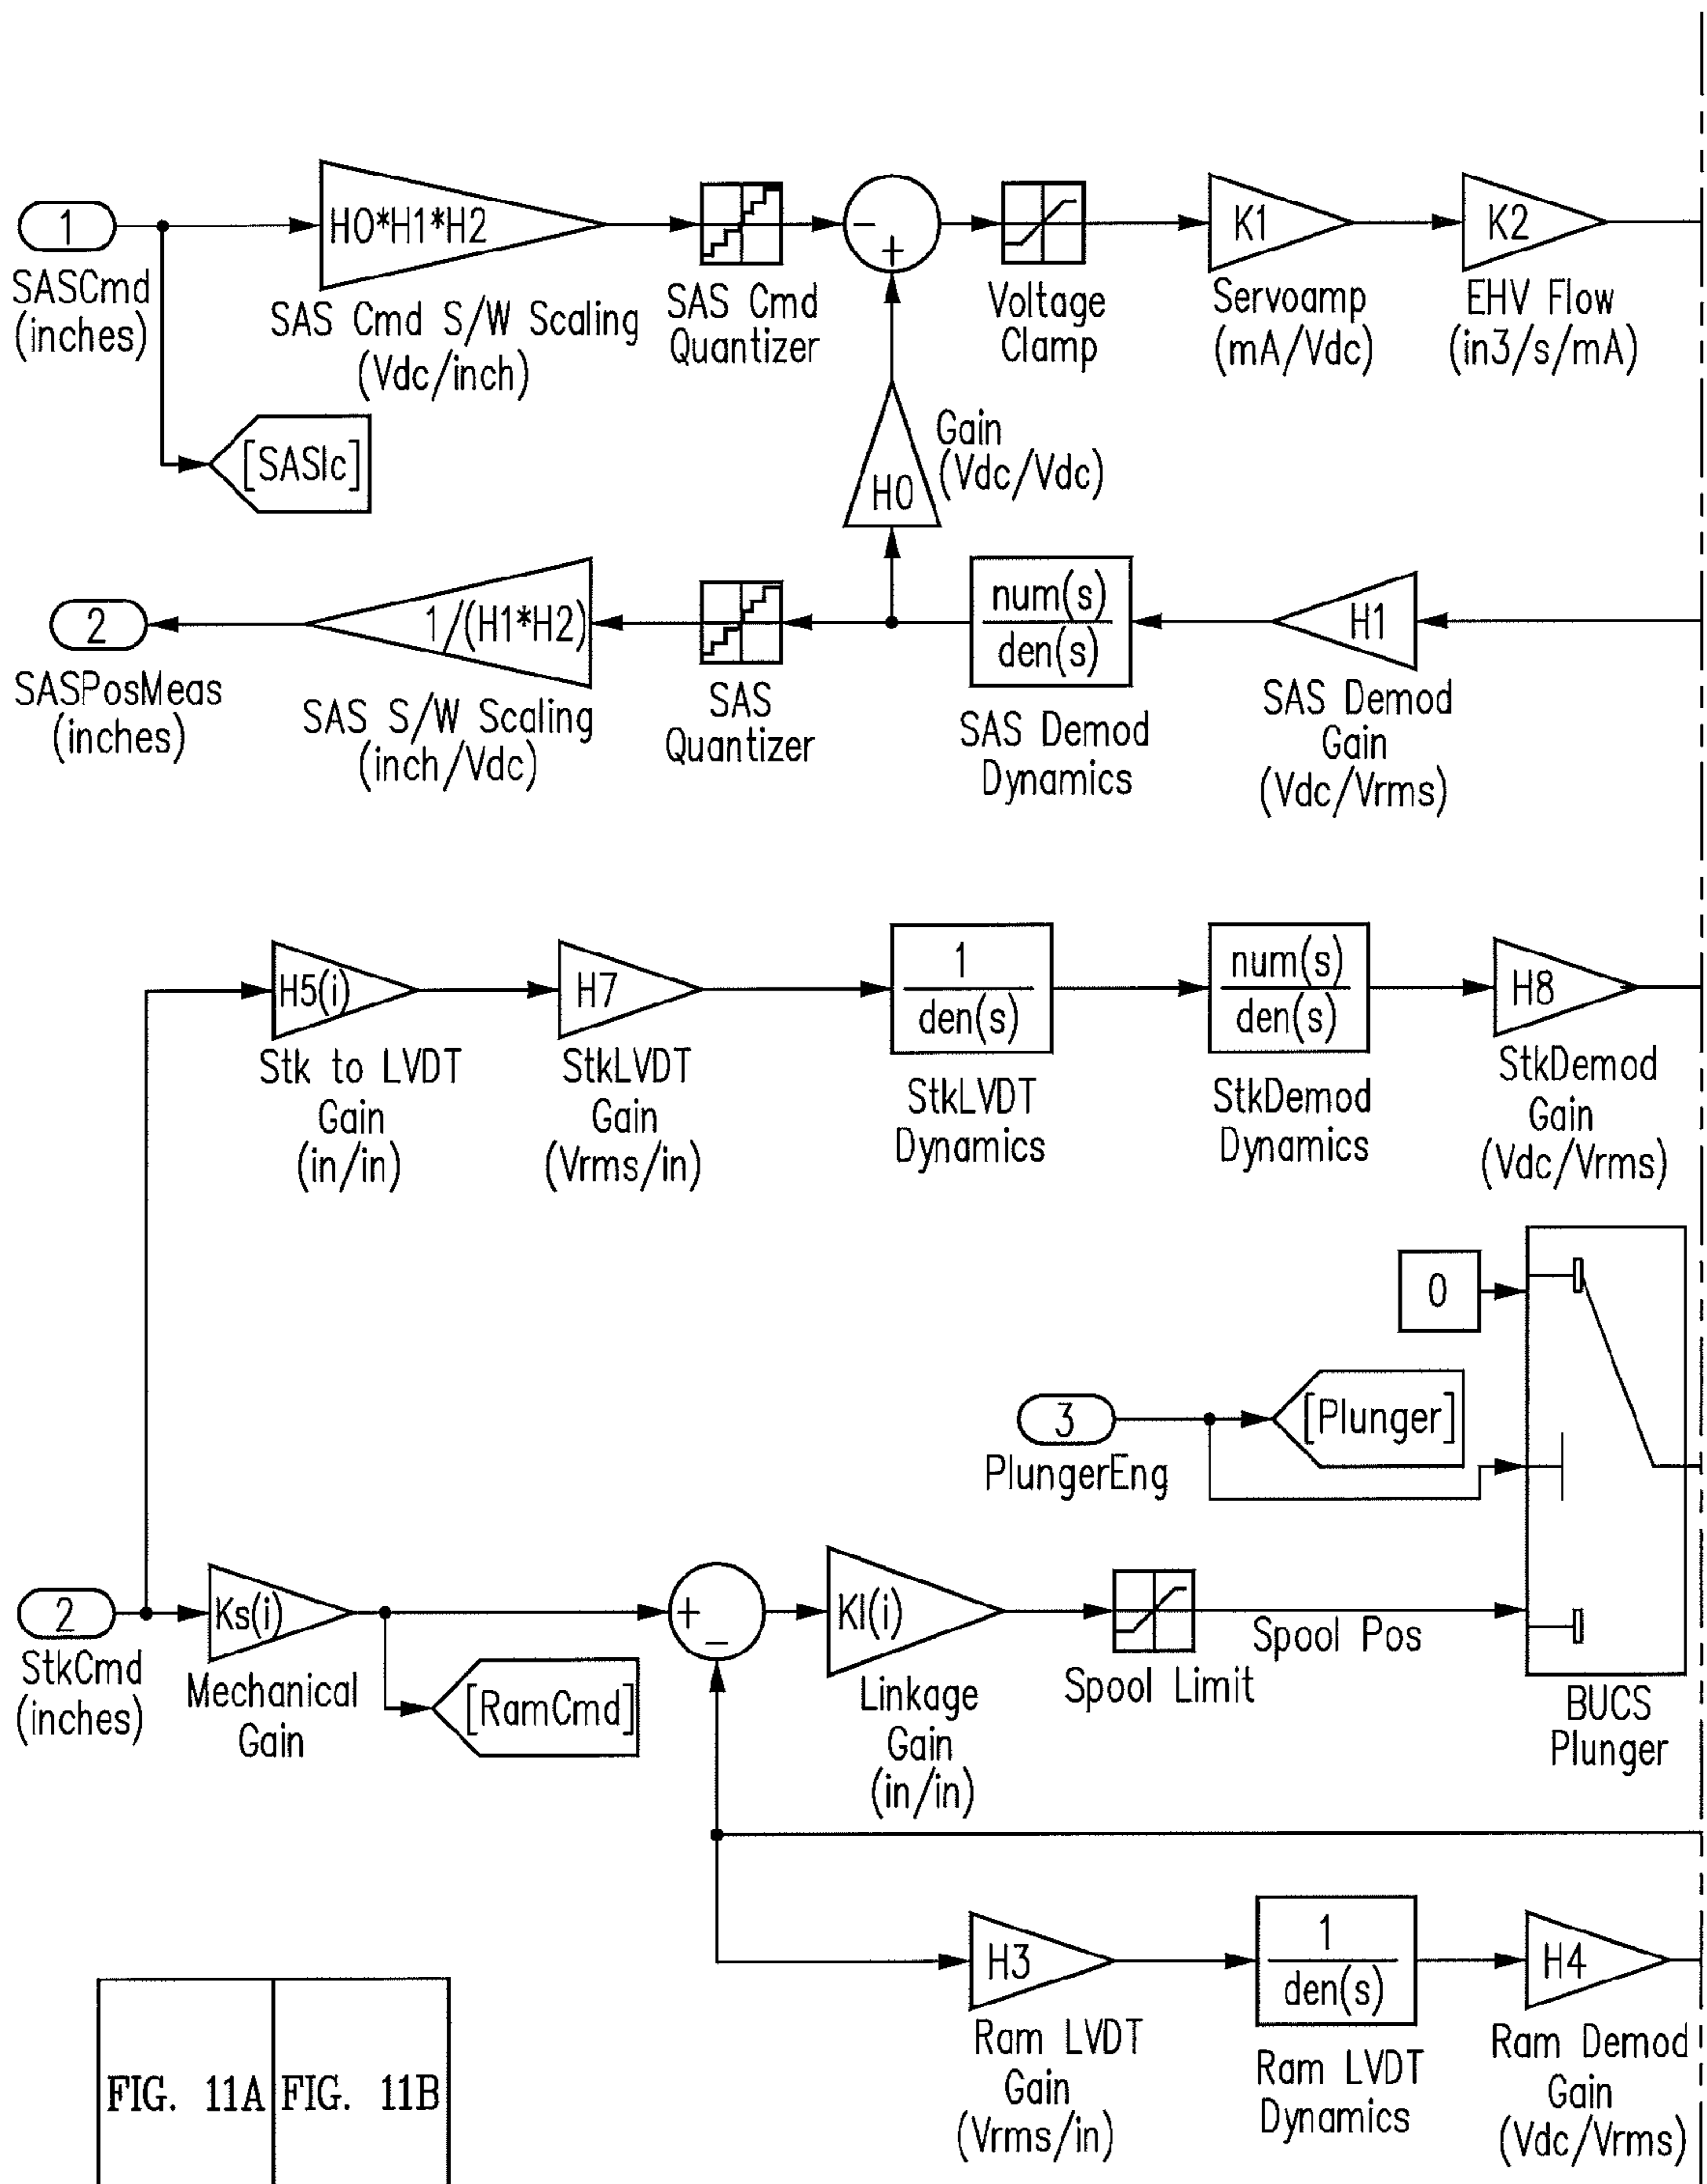 1
SASCmd
(inches)
H0*H1*H2
SAS Cmd S/W Scaling
(Vdc/inch)
SAS Cmd
Quantizer
−
+
Voltage
Clamp
K1
Servoamp
(mA/Vdc)
K2
EHV Flow
(in3/s/mA)
[SASIc]
H0
Gain
(Vdc/Vdc)
2
SASPosMeas
(inches)
1/(H1*H2)
SAS S/W Scaling
(inch/Vdc)
SAS
Quantizer
num(s)
den(s)
SAS Demod
Dynamics
H1
SAS Demod
Gain
(Vdc/Vrms)
H5(i)
Stk to LVDT
Gain
(in/in)
H7
StkLVDT
Gain
(Vrms/in)
1
den(s)
StkLVDT
Dynamics
num(s)
den(s)
StkDemod
Dynamics
H8
StkDemod
Gain
(Vdc/Vrms)
0
3
PlungerEng
[Plunger]
BUCS
Plunger
2
StkCmd
(inches)
Ks(i)
Mechanical
Gain
[RamCmd]
+
−
Kl(i)
Linkage
Gain
(in/in)
Spool Limit
Spool Pos
H3
Ram LVDT
Gain
(Vrms/in)
1
den(s)
Ram LVDT
Dynamics
H4
Ram Demod
Gain
(Vdc/Vrms)
FIG. 11A
FIG. 11B